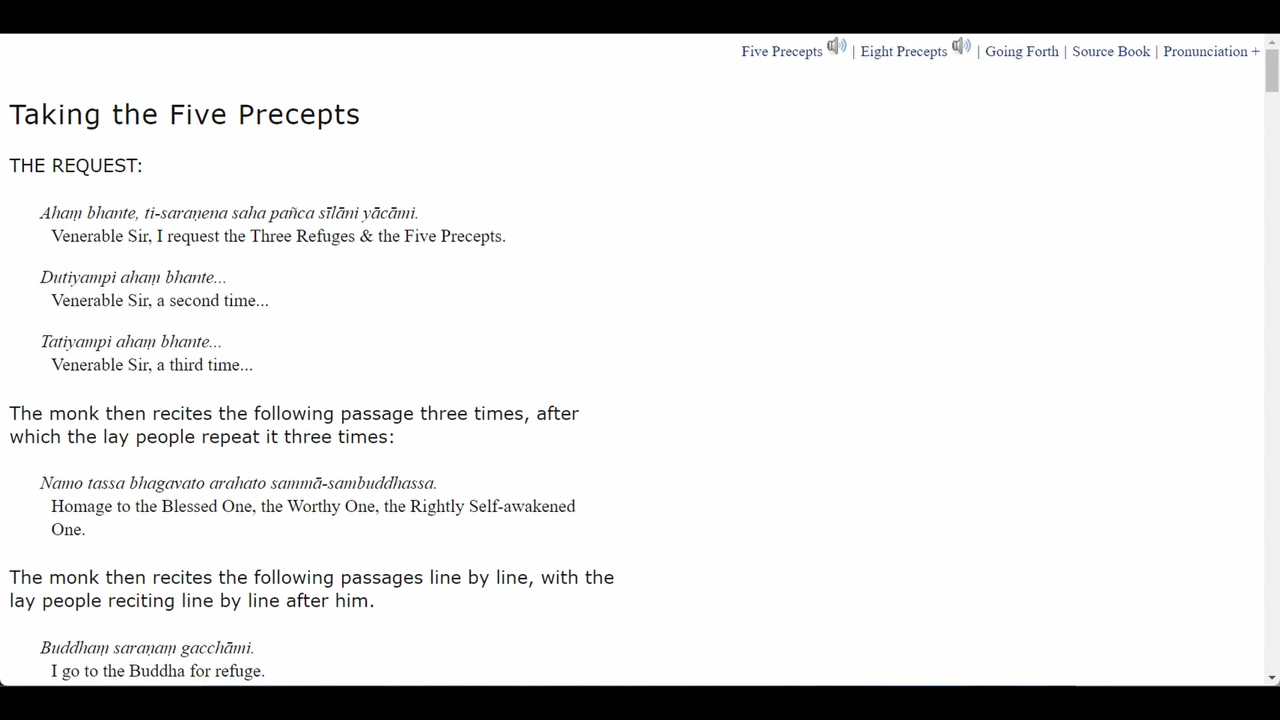 Five Precepts | Eight Precepts | Going Forth | Source Book | Pronunciation +
Taking the Five Precepts
THE REQUEST:
Ahaṃ bhante, ti-saraṇena saha pañca sīlāni yācāmi.
Venerable Sir, I request the Three Refuges & the Five Precepts.
Dutiyampi ahaṃ bhante...
Venerable Sir, a second time...
Tatiyampi ahaṃ bhante...
Venerable Sir, a third time...
The monk then recites the following passage three times, after
which the lay people repeat it three times:
Namo tassa bhagavato arahato sammā-sambuddhassa.
Homage to the Blessed One, the Worthy One, the Rightly Self-awakened
One.
The monk then recites the following passages line by line, with the
lay people reciting line by line after him.
Buddhaṃ saraṇaṃ gacchāmi.
I go to the Buddha for refuge.